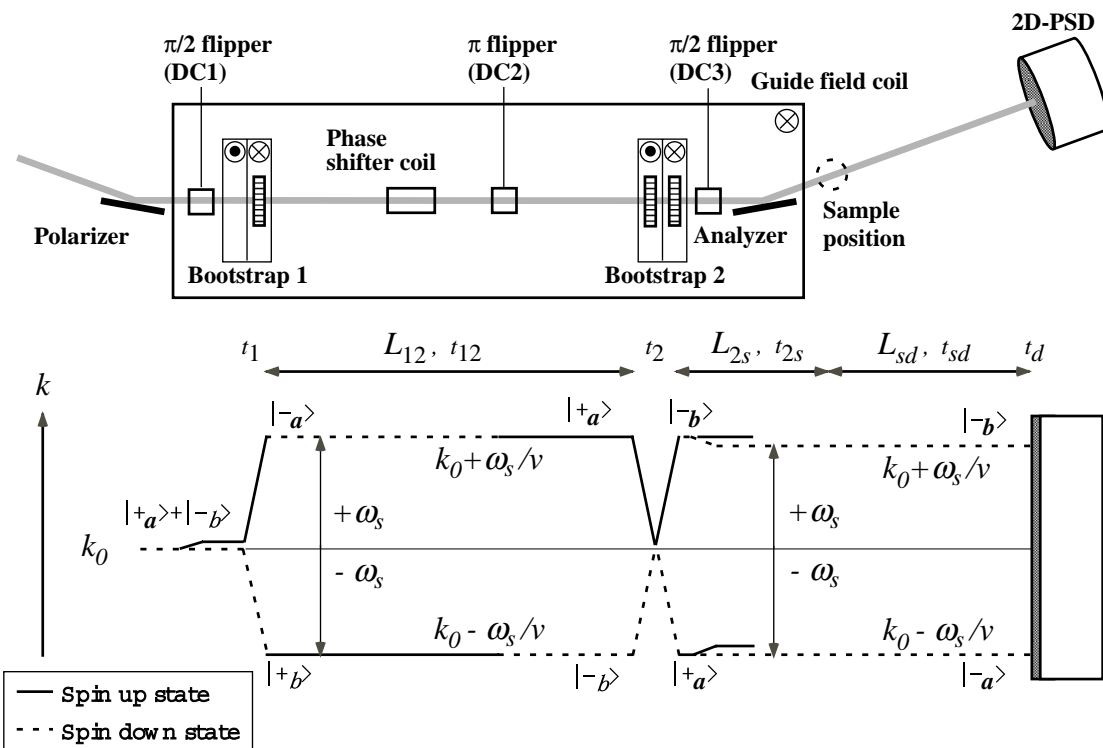 2D-PSD
π/2 flipper
(DC1)
π flipper
(DC2)
π/2 flipper
(DC3)
Guide field coil
Phase
shifter coil
Polarizer
Bootstrap 1
Bootstrap 2
Analyzer
Sample
position
t1
L12, t12
t2
L2s, t2s
Lsd, tsd
td
k
|-a>
|+a>
|-b>
|-b>
k0+ωs/v
k0+ωs/v
|+a>+|-b>
+ωs
+ωs
k0
- ωs
- ωs
k0 - ωs/v
k0 - ωs/v
|+b>
|-b>
|+a>
|-a>
Spin up state
Spin down state